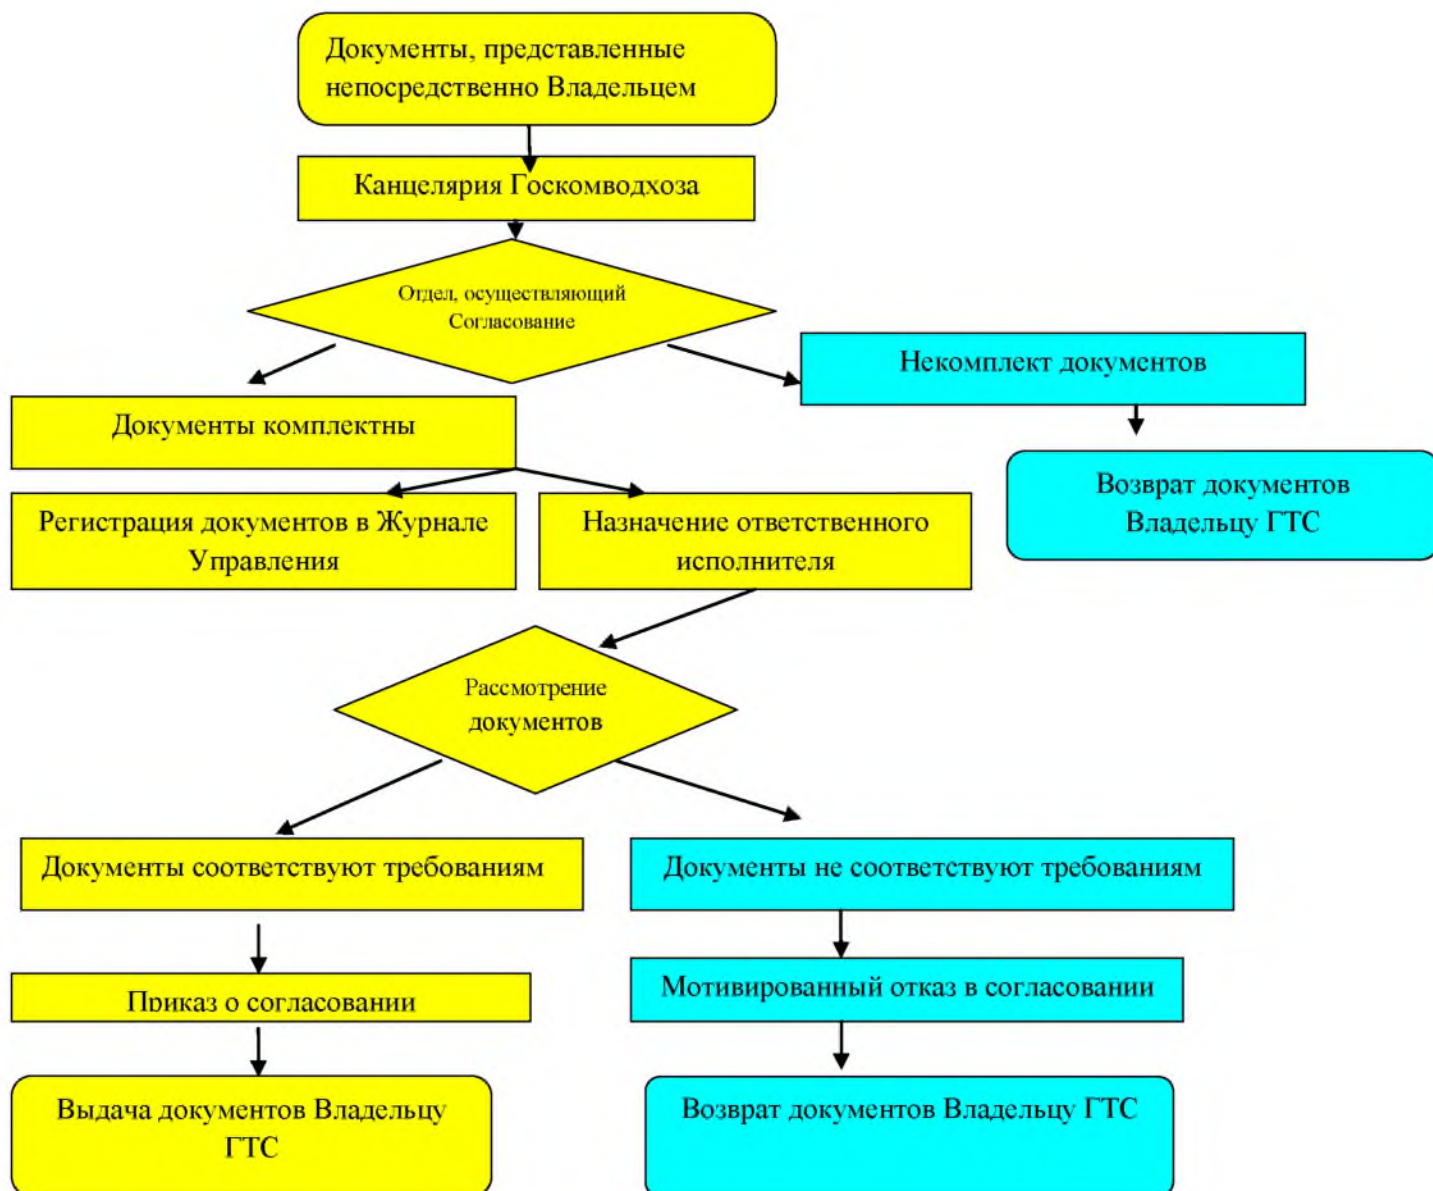 Документы, представленные
непосредственно Владельцем
Канцелярия Госкомводхоза
Отдел, осуществляющий
Согласование
Некомплект документов
Документы комплектны
Возврат документов
Владельцу ГТС
Регистрация документов в Журнале
Управления
Назначение ответственного
исполнителя
Рассмотрение
документов
Документы соответствуют требованиям
Документы не соответствуют требованиям
Приказ о согласовании
Мотивированный отказ в согласовании
Выдача документов Владельцу
ГТС
Возврат документов Владельцу ГТС